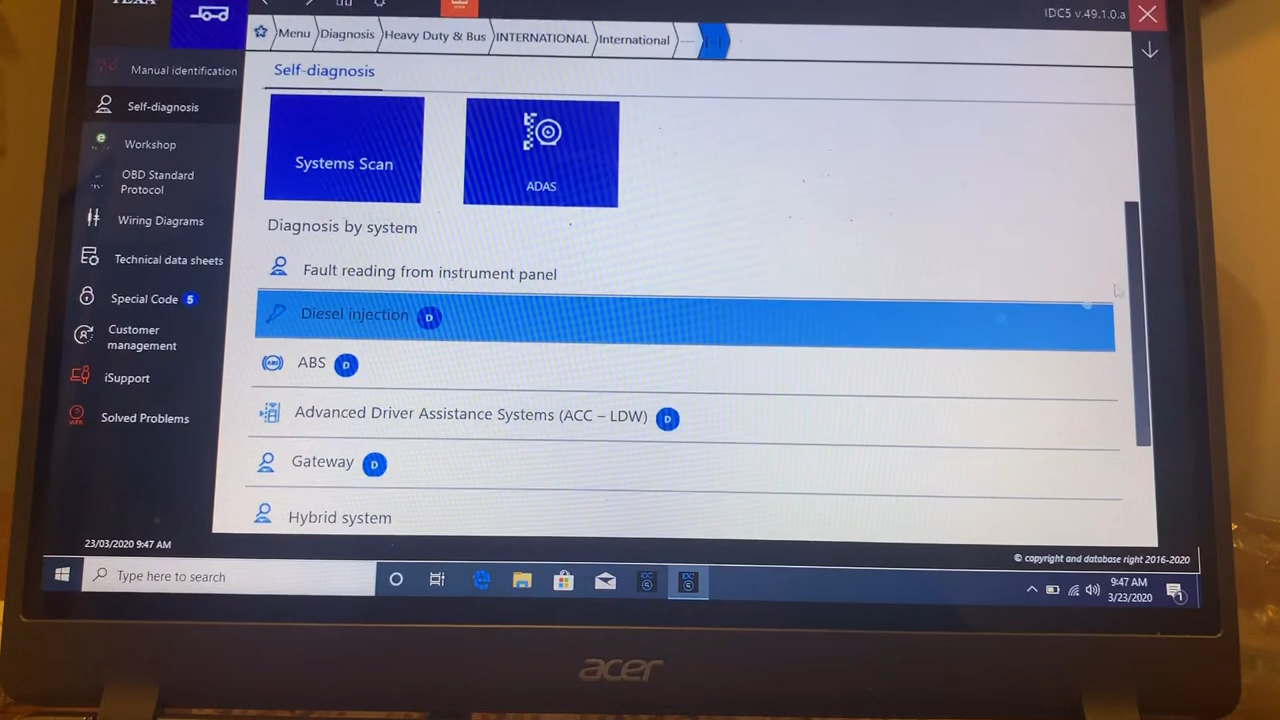 TEXA
IDC5 v.49.1.0.a
Menu Diagnosis Heavy Duty & Bus INTERNATIONAL International ---- [-]
Manual identification
Self-diagnosis
Workshop
OBD Standard
Protocol
Wiring Diagrams
Technical data sheets
Special Code 5
Customer
management
iSupport
Solved Problems
23/03/2020 9:47 AM
Self-diagnosis
Systems Scan
ADAS
Diagnosis by system
Fault reading from instrument panel
Diesel injection D
ABS D
Advanced Driver Assistance Systems (ACC – LDW) D
Gateway D
Hybrid system
© copyright and database right 2016-2020
Type here to search
9:47 AM
3/23/2020
1
acer